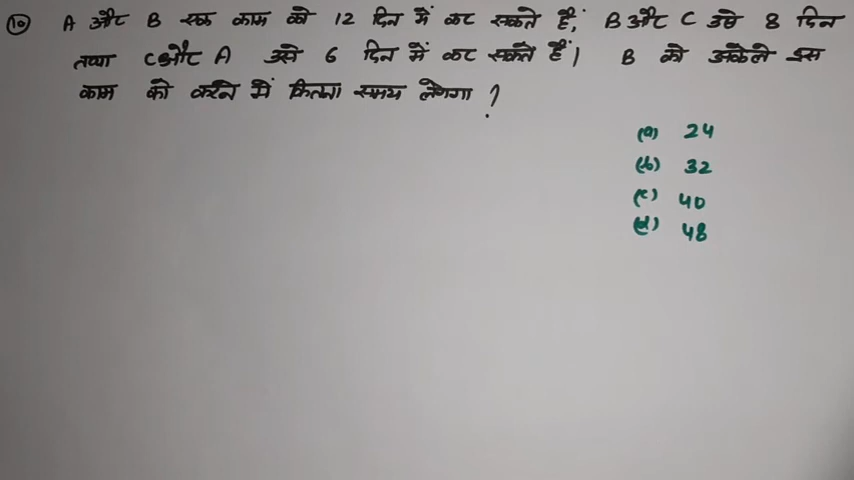 (10) A और B एक काम को 12 दिन में कर सकते हैं; B और C उसे 8 दिन
तथा C और A उसे 6 दिन में कर सकते हैं। B को अकेले इस
काम को करने में कितना समय लगेगा ?
(a) 24
(b) 32
(c) 40
(d) 48